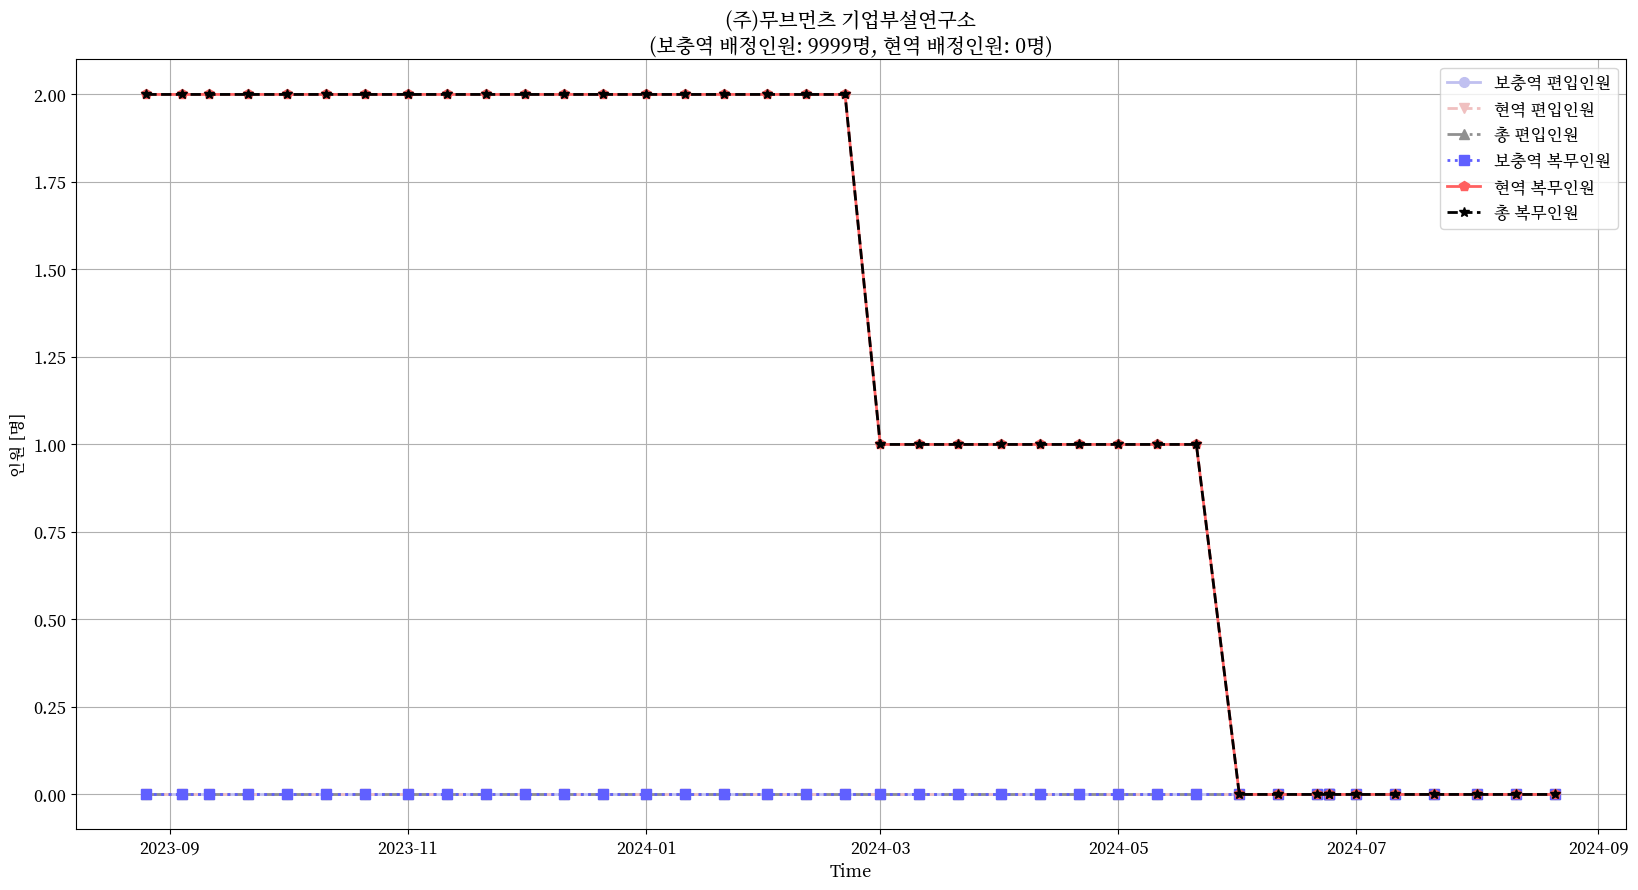 (주)무브먼츠 기업부설연구소
(보충역 배정인원: 9999명, 현역 배정인원: 0명)
보충역 편입인원
현역 편입인원
총 편입인원
보충역 복무인원
현역 복무인원
총 복무인원
인원 [명]
2.00
1.75
1.50
1.25
1.00
0.75
0.50
0.25
0.00
2023-09
2023-11
2024-01
2024-03
2024-05
2024-07
2024-09
Time